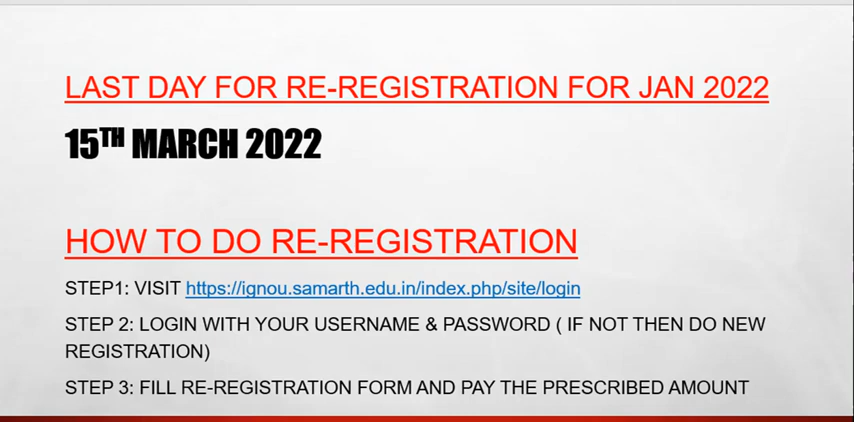 LAST DAY FOR RE-REGISTRATION FOR JAN 2022
15TH MARCH 2022
HOW TO DO RE-REGISTRATION
STEP1: VISIT https://ignou.samarth.edu.in/index.php/site/login
STEP 2: LOGIN WITH YOUR USERNAME & PASSWORD ( IF NOT THEN DO NEW
REGISTRATION)
STEP 3: FILL RE-REGISTRATION FORM AND PAY THE PRESCRIBED AMOUNT